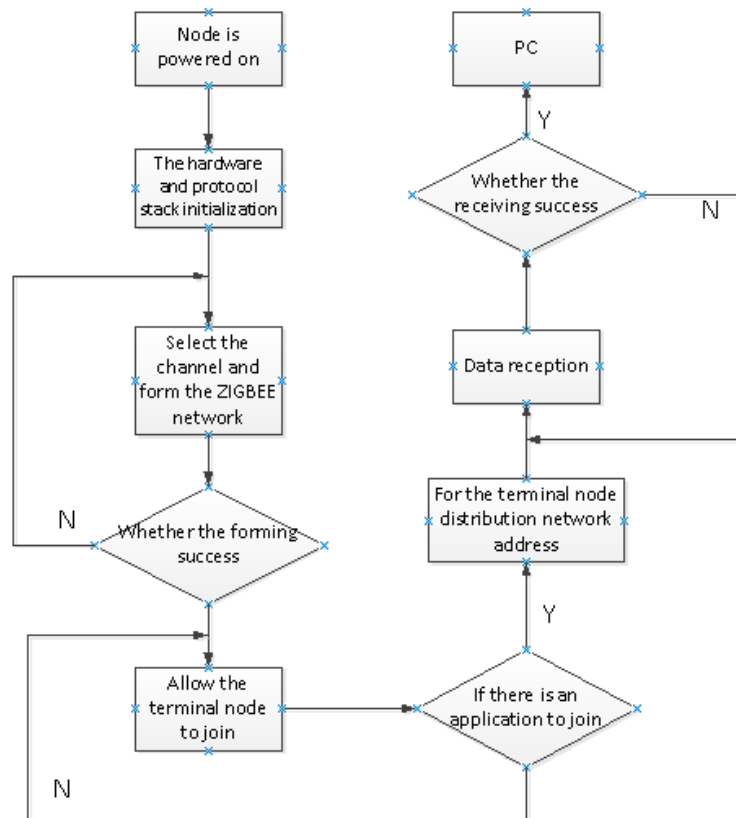 Node is
powered on
The hardware
and protocol
stack initialization
Select the
channel and
form the ZIGBEE
network
N
Whether the forming
success
Allow the
terminal node
to join
N
PC
Y
Whether the
receiving success
N
Data reception
For the terminal node
distribution network
address
Y
If there is an
application to join